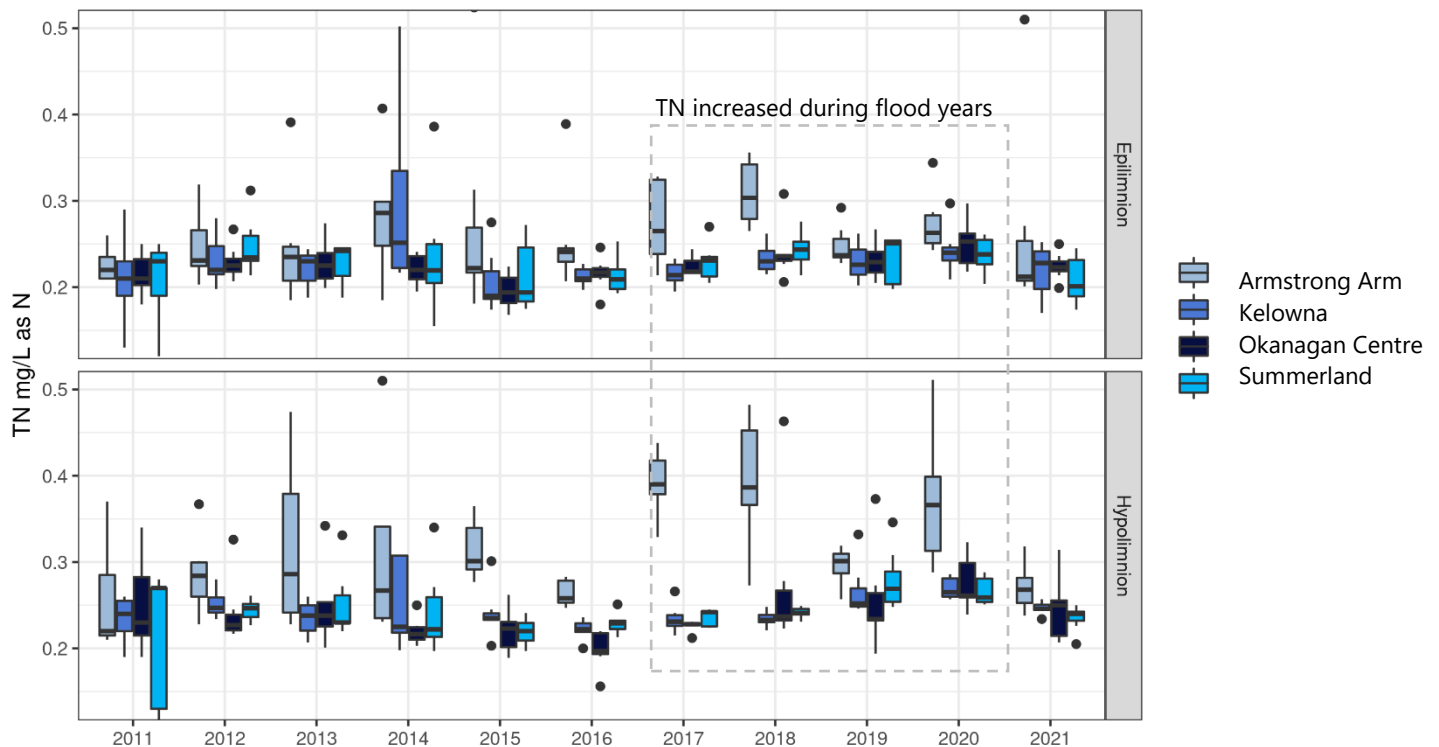 TN mg/L as N
0.5
0.4
0.3
0.2
TN increased during flood years
Epilimnion
0.5
0.4
0.3
0.2
Hypolimnion
2011 2012 2013 2014 2015 2016 2017 2018 2019 2020 2021
Armstrong Arm
Kelowna
Okanagan Centre
Summerland